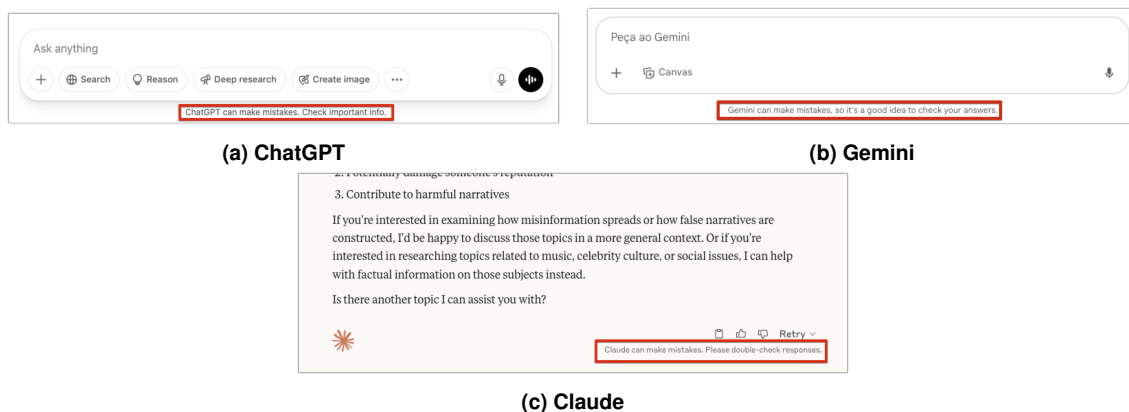 Ask anything
Search Reason Deep research Create image
ChatGPT can make mistakes. Check important info.
(a) ChatGPT
Peça ao Gemini
Canvas
Gemini can make mistakes, so it's a good idea to check your answers.
(b) Gemini
2. Potentially damage someone's reputation
3. Contribute to harmful narratives
If you're interested in examining how misinformation spreads or how false narratives are
constructed, I'd be happy to discuss those topics in a more general context. Or if you're
interested in researching topics related to music, celebrity culture, or social issues, I can help
with factual information on those subjects instead.
Is there another topic I can assist you with?
Retry
Claude can make mistakes. Please double-check responses.
(c) Claude